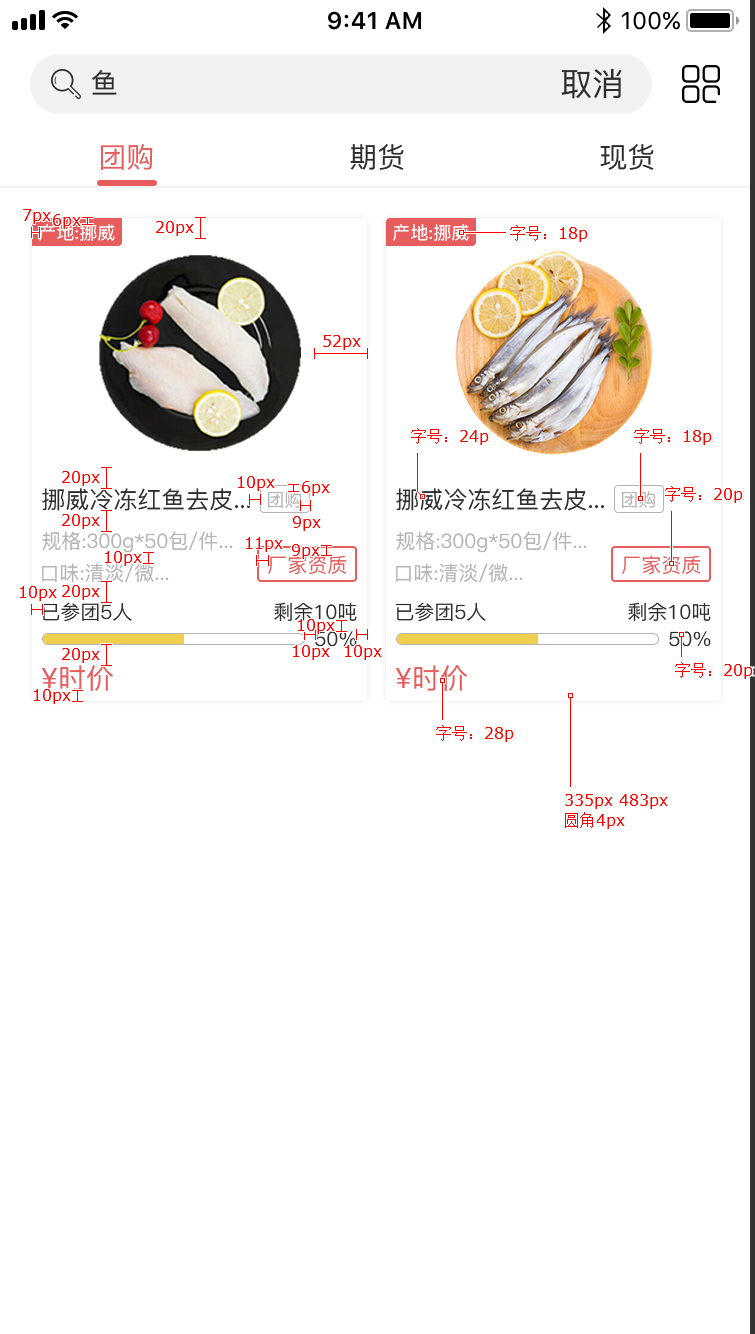 9:41 AM
100%
鱼
取消
团购
期货
现货
7px
6px
20px
产地:挪威
产地:挪威
字号：18p
52px
字号：24p
字号：18p
20px
10px
6px
挪威冷冻红鱼去皮...
团购
挪威冷冻红鱼去皮...
团购
字号：20p
20px
9px
规格:300g*50包/件...
规格:300g*50包/件...
11px
9px
10px
口味:清淡/微...
厂家资质
口味:清淡/微...
厂家资质
10px
20px
已参团5人
剩余10吨
已参团5人
剩余10吨
10px
50%
50%
20px
10px
10px
¥时价
¥时价
字号：20px
10px
字号：28p
335px 483px
圆角4px